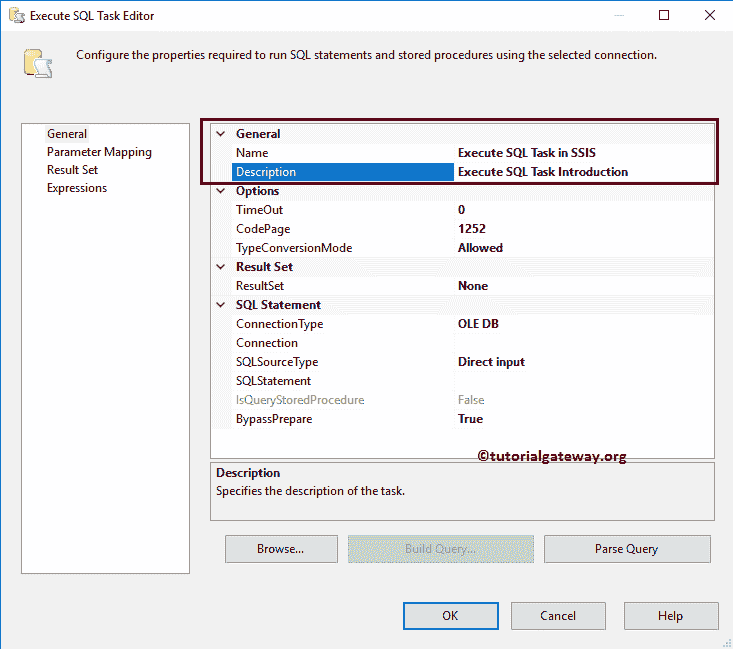 Execute SQL Task Editor
Configure the properties required to run SQL statements and stored procedures using the selected connection.
General
Parameter Mapping
Result Set
Expressions
General
Name Execute SQL Task in SSIS
Description Execute SQL Task Introduction
Options
TimeOut 0
CodePage 1252
TypeConversionMode Allowed
Result Set
ResultSet None
SQL Statement
ConnectionType OLE DB
Connection
SQLSourceType Direct input
SQLStatement
IsQueryStoredProcedure False
BypassPrepare True
©tutorialgateway.org
Description
Specifies the description of the task.
Browse... Build Query... Parse Query
OK Cancel Help